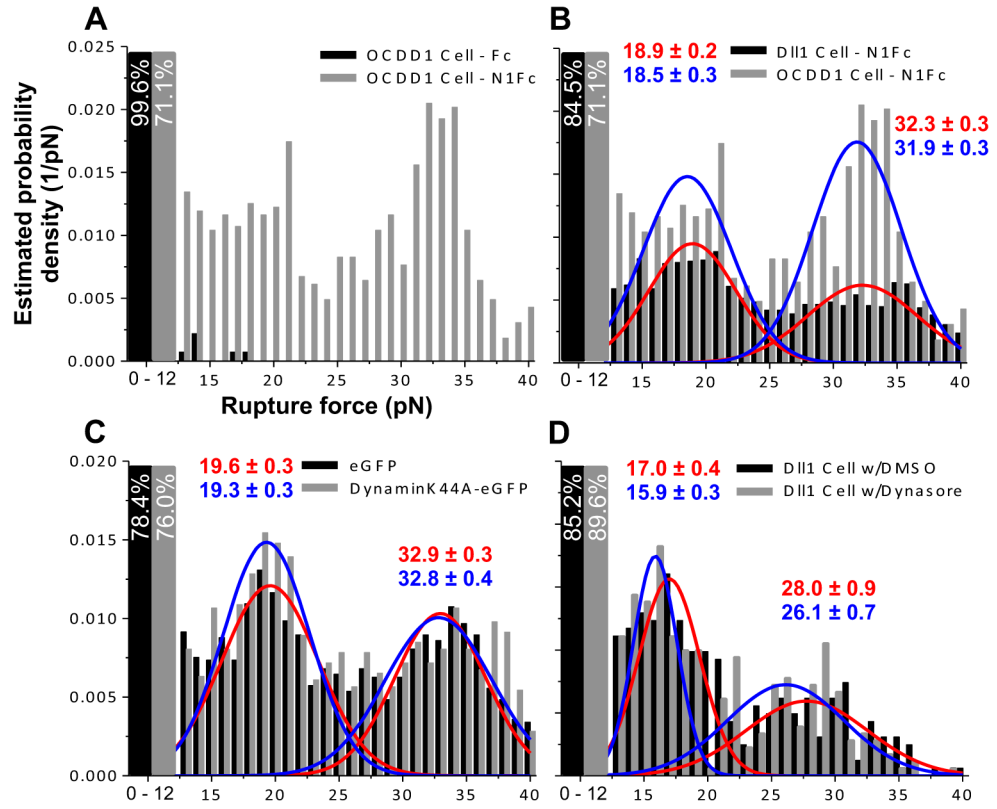 A
Estimated probability
density (1/pN)
0.025
0.020
0.015
0.010
0.005
0.000
99.6%
71.1%
OCDD1 Cell - Fc
OCDD1 Cell - N1Fc
0 - 12 15 20 25 30 35 40
Rupture force (pN)
B
84.5%
71.1%
18.9 ± 0.2
18.5 ± 0.3
Dll1 Cell - N1Fc
OCDD1 Cell - N1Fc
32.3 ± 0.3
31.9 ± 0.3
0 - 12 15 20 25 30 35 40
C
0.020
0.015
0.010
0.005
0.000
78.4%
76.0%
19.6 ± 0.3
19.3 ± 0.3
eGFP
DynaminK44A-eGFP
32.9 ± 0.3
32.8 ± 0.4
0 - 12 15 20 25 30 35 40
D
85.2%
89.6%
17.0 ± 0.4
15.9 ± 0.3
Dll1 Cell w/DMSO
Dll1 Cell w/Dynasore
28.0 ± 0.9
26.1 ± 0.7
0 - 12 15 20 25 30 35 40